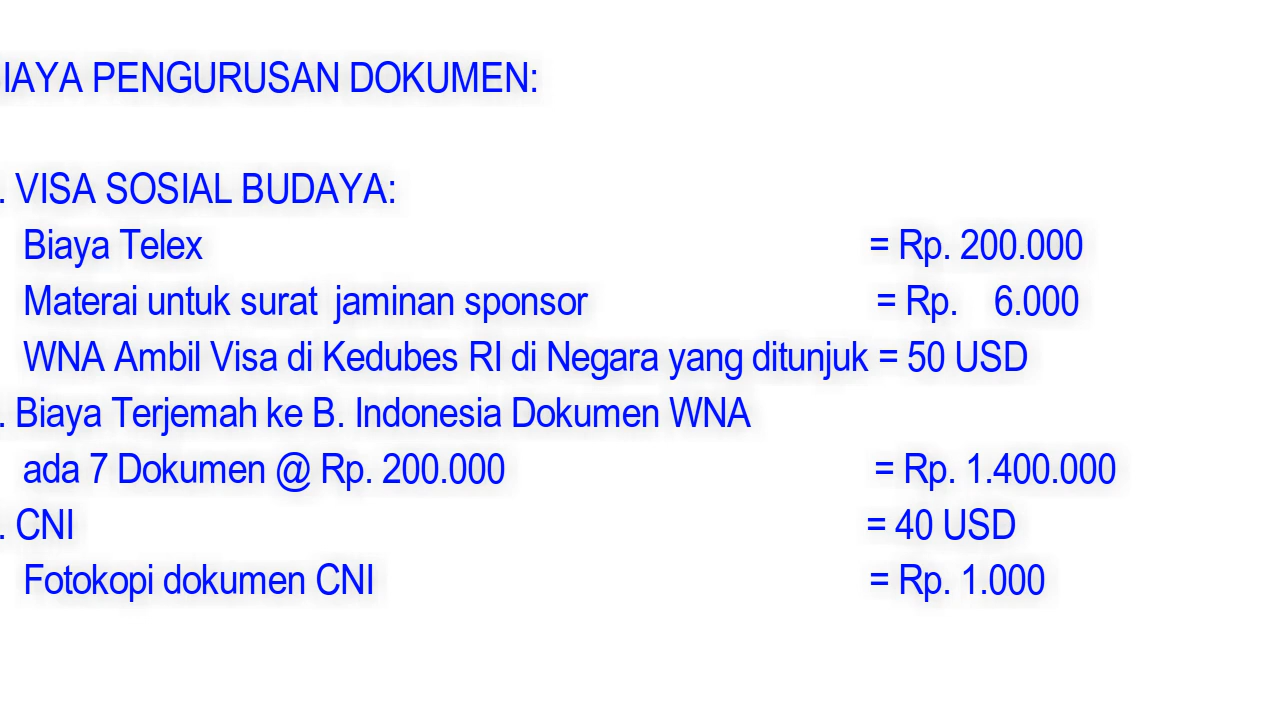 IAYA PENGURUSAN DOKUMEN:
. VISA SOSIAL BUDAYA:
Biaya Telex = Rp. 200.000
Materai untuk surat jaminan sponsor = Rp. 6.000
WNA Ambil Visa di Kedubes RI di Negara yang ditunjuk = 50 USD
. Biaya Terjemah ke B. Indonesia Dokumen WNA
ada 7 Dokumen @ Rp. 200.000 = Rp. 1.400.000
. CNI = 40 USD
Fotokopi dokumen CNI = Rp. 1.000